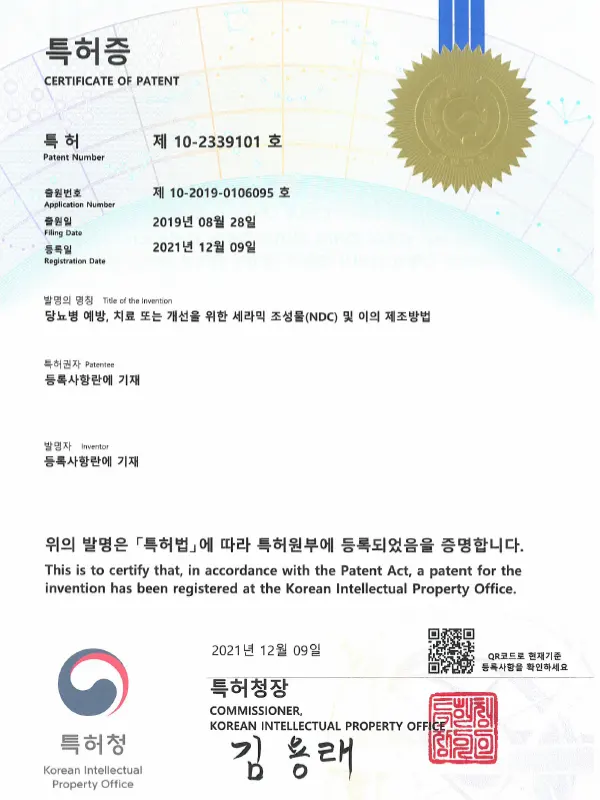 특허증
CERTIFICATE OF PATENT
특 허
Patent Number
제 10-2339101 호
출원번호
Application Number
제 10-2019-0106095 호
출원일
Filing Date
2019년 08월 28일
등록일
Registration Date
2021년 12월 09일
발명의 명칭 Title of the Invention
당뇨병 예방, 치료 또는 개선을 위한 세라믹 조성물(NDC) 및 이의 제조방법
특허권자 Patentee
등록사항란에 기재
발명자 Inventor
등록사항란에 기재
위의 발명은 「특허법」에 따라 특허원부에 등록되었음을 증명합니다.
This is to certify that, in accordance with the Patent Act, a patent for the
invention has been registered at the Korean Intellectual Property Office.
2021년 12월 09일
QR코드로 현재기준
등록사항을 확인하세요
특허청장
COMMISSIONER,
KOREAN INTELLECTUAL PROPERTY OFFICE
김용래
특허청
Korean Intellectual
Property Office